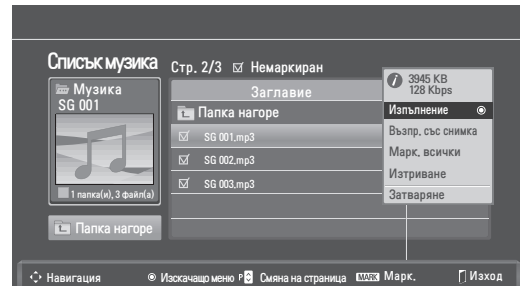 Списък музика
Стр. 2/3 Немаркиран
Музика
SG 001
1 папка(и), 3 файл(а)
Папка нагоре
Заглавие
Папка нагоре
SG 001.mp3
SG 002.mp3
SG 003.mp3
3945 KB
128 Kbps
Изпълнение
Възпр. със снимка
Марк. всички
Изтриване
Затваряне
Навигация Изскачащо меню P Смяна на страница MARK Марк. Изход